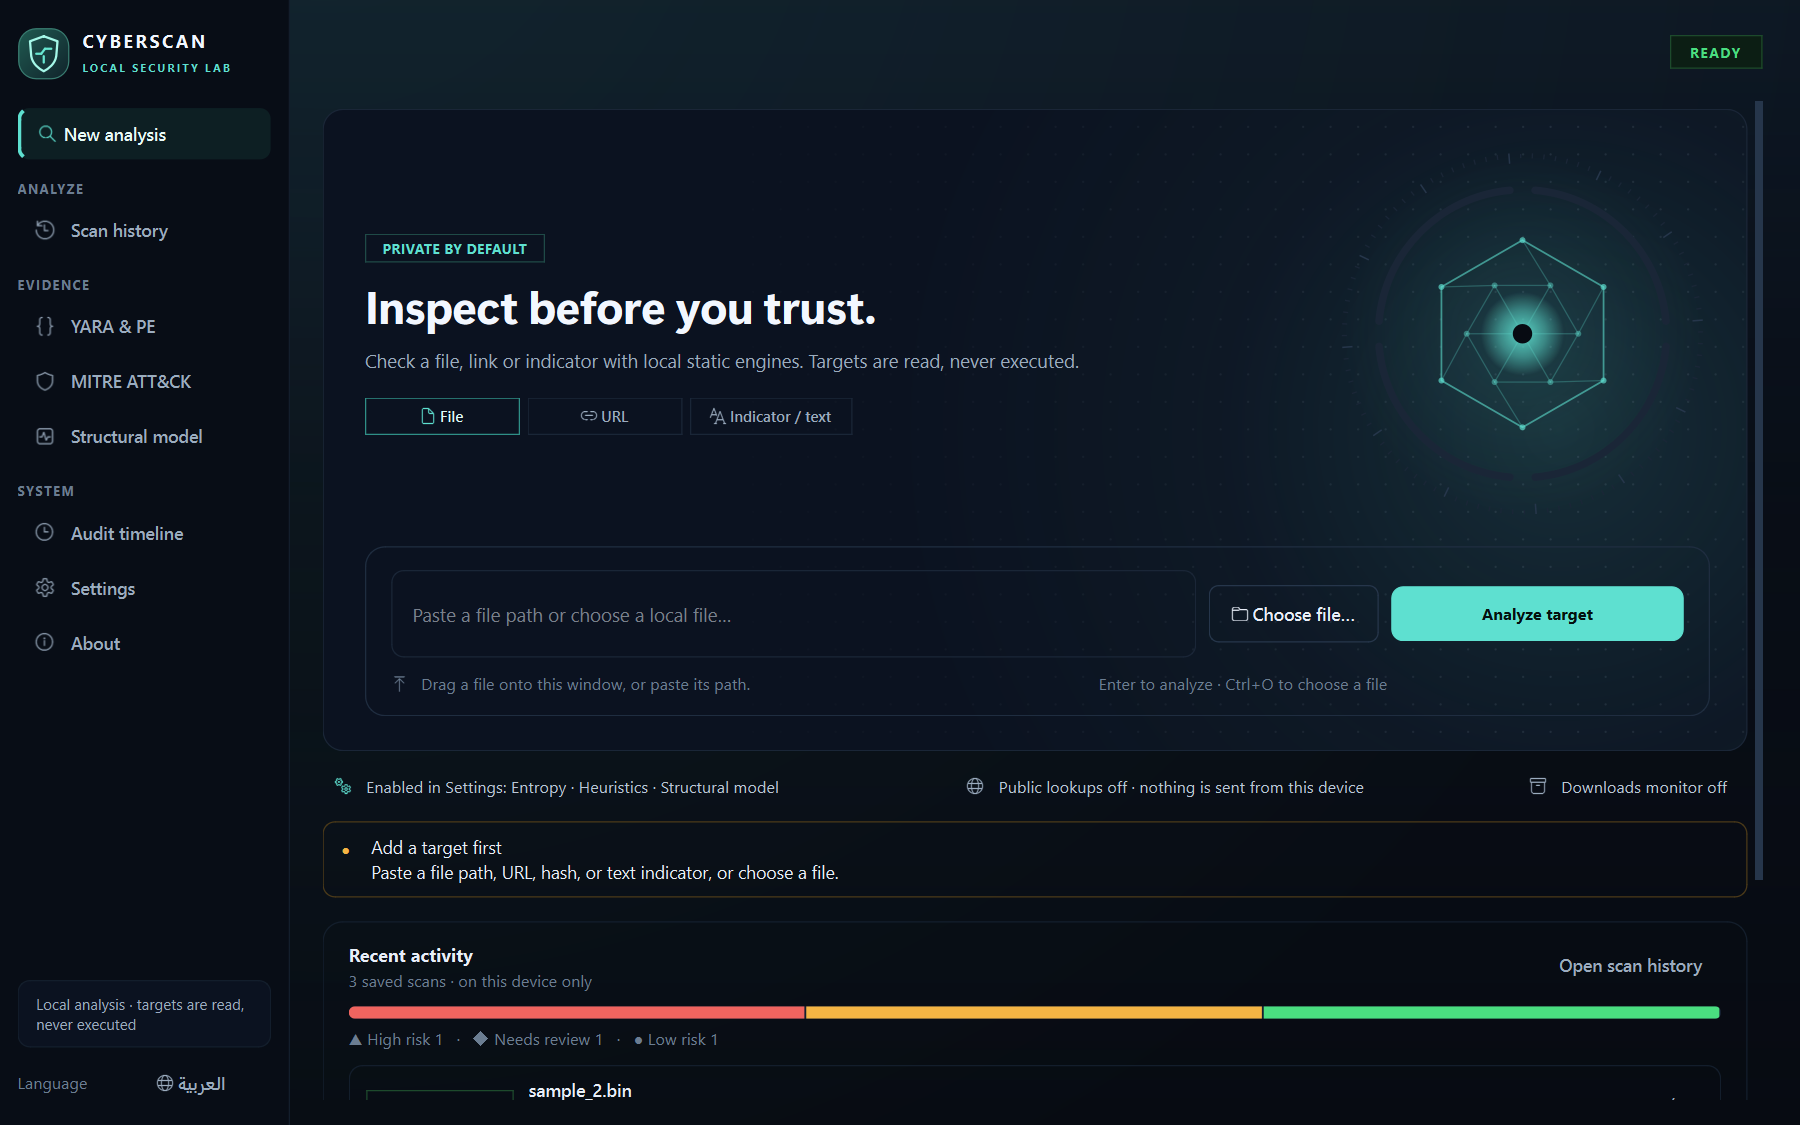 CYBERSCAN
LOCAL SECURITY LAB
New analysis
ANALYZE
Scan history
EVIDENCE
YARA & PE
MITRE ATT&CK
Structural model
SYSTEM
Audit timeline
Settings
About
Local analysis · targets are read,
never executed
Language
العربية
READY
PRIVATE BY DEFAULT
Inspect before you trust.
Check a file, link or indicator with local static engines. Targets are read, never executed.
File
URL
Indicator / text
Paste a file path or choose a local file...
Choose file...
Analyze target
Drag a file onto this window, or paste its path.
Enter to analyze · Ctrl+O to choose a file
Enabled in Settings: Entropy · Heuristics · Structural model
Public lookups off · nothing is sent from this device
Downloads monitor off
Add a target first
Paste a file path, URL, hash, or text indicator, or choose a file.
Recent activity
3 saved scans · on this device only
Open scan history
▲ High risk 1 · ◆ Needs review 1 · ● Low risk 1
sample_2.bin